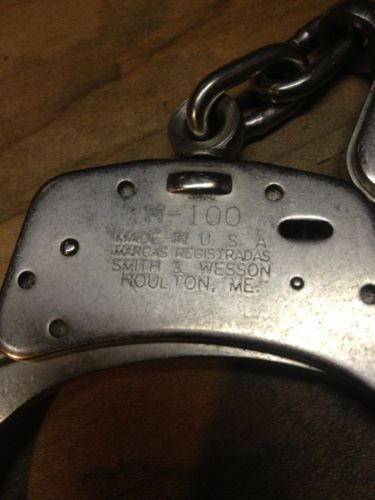 M-100
MADE IN U.S.A
MARCAS REGISTRADAS
SMITH & WESSON
HOULTON, ME.